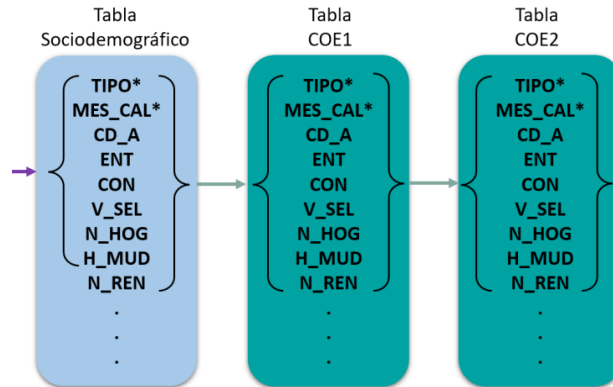 Tabla
Sociodemográfico
TIPO*
MES_CAL*
CD_A
ENT
CON
V_SEL
N_HOG
H_MUD
N_REN
.
.
.
Tabla
COE1
TIPO*
MES_CAL*
CD_A
ENT
CON
V_SEL
N_HOG
H_MUD
N_REN
.
.
.
Tabla
COE2
TIPO*
MES_CAL*
CD_A
ENT
CON
V_SEL
N_HOG
H_MUD
N_REN
.
.
.